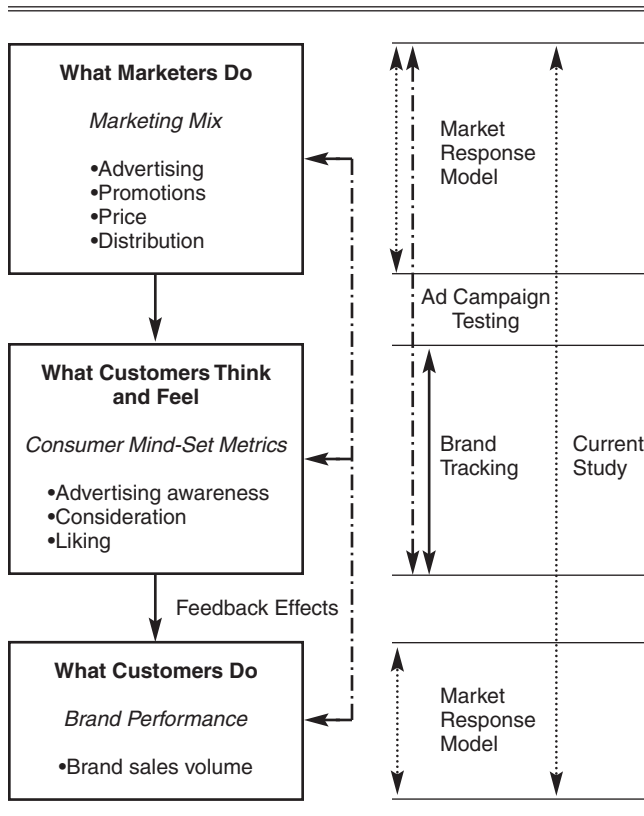 What Marketers Do
Marketing Mix
•Advertising
•Promotions
•Price
•Distribution
What Customers Think
and Feel
Consumer Mind-Set Metrics
•Advertising awareness
•Consideration
•Liking
Feedback Effects
What Customers Do
Brand Performance
•Brand sales volume
Market
Response
Model
Ad Campaign
Testing
Brand
Tracking
Current
Study
Market
Response
Model